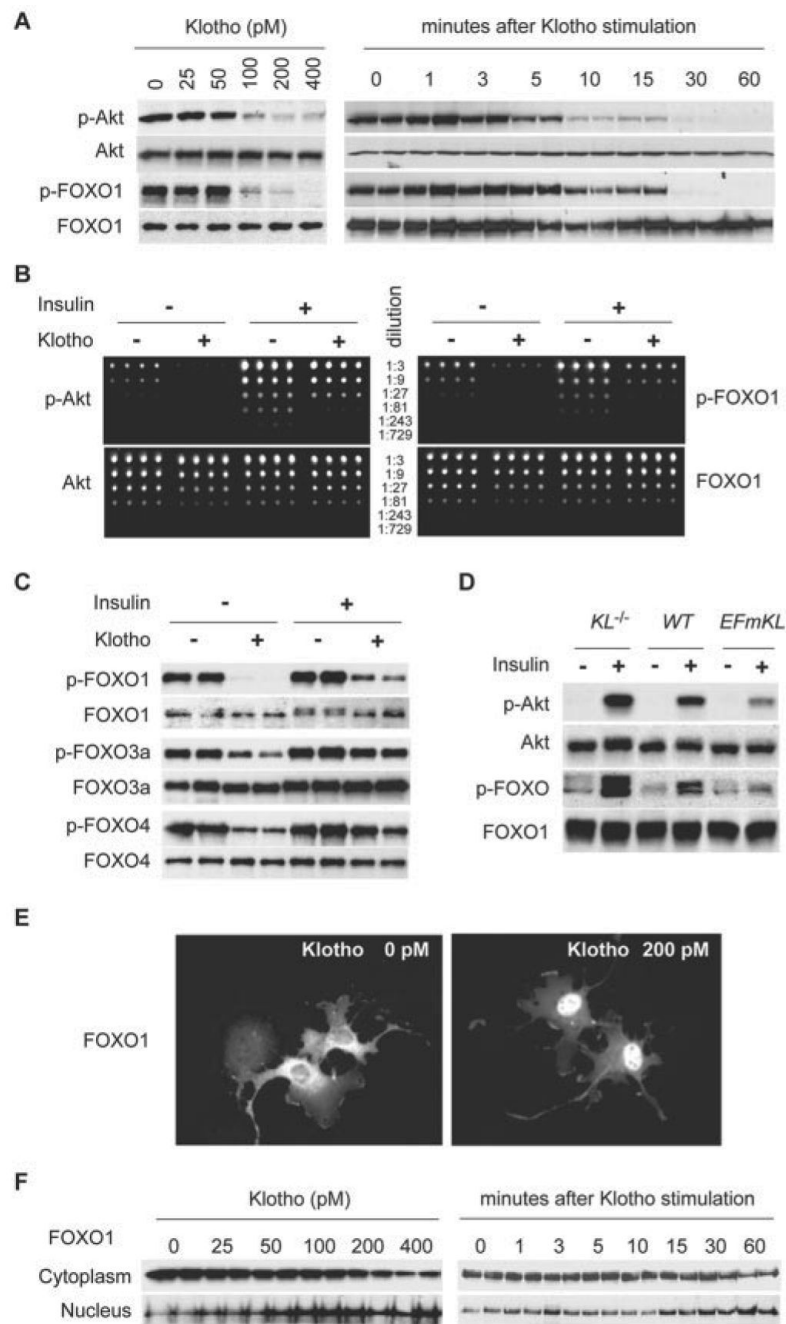 A
Klotho (pM)
minutes after Klotho stimulation
0 25 50 100 200 400
0 1 3 5 10 15 30 60
p-Akt
Akt
p-FOXO1
FOXO1
B
Insulin - + dilution - +
Klotho - + - + - + - +
p-Akt
1:3
1:9
1:27
1:81
1:243
1:729
p-FOXO1
Akt
1:3
1:9
1:27
1:81
1:243
1:729
FOXO1
C
Insulin - +
Klotho - + - +
p-FOXO1
FOXO1
p-FOXO3a
FOXO3a
p-FOXO4
FOXO4
D
KL-/- WT EFmKL
Insulin - + - + - +
p-Akt
Akt
p-FOXO
FOXO1
E
Klotho 0 pM
Klotho 200 pM
FOXO1
F
Klotho (pM)
minutes after Klotho stimulation
FOXO1
0 25 50 100 200 400
0 1 3 5 10 15 30 60
Cytoplasm
Nucleus